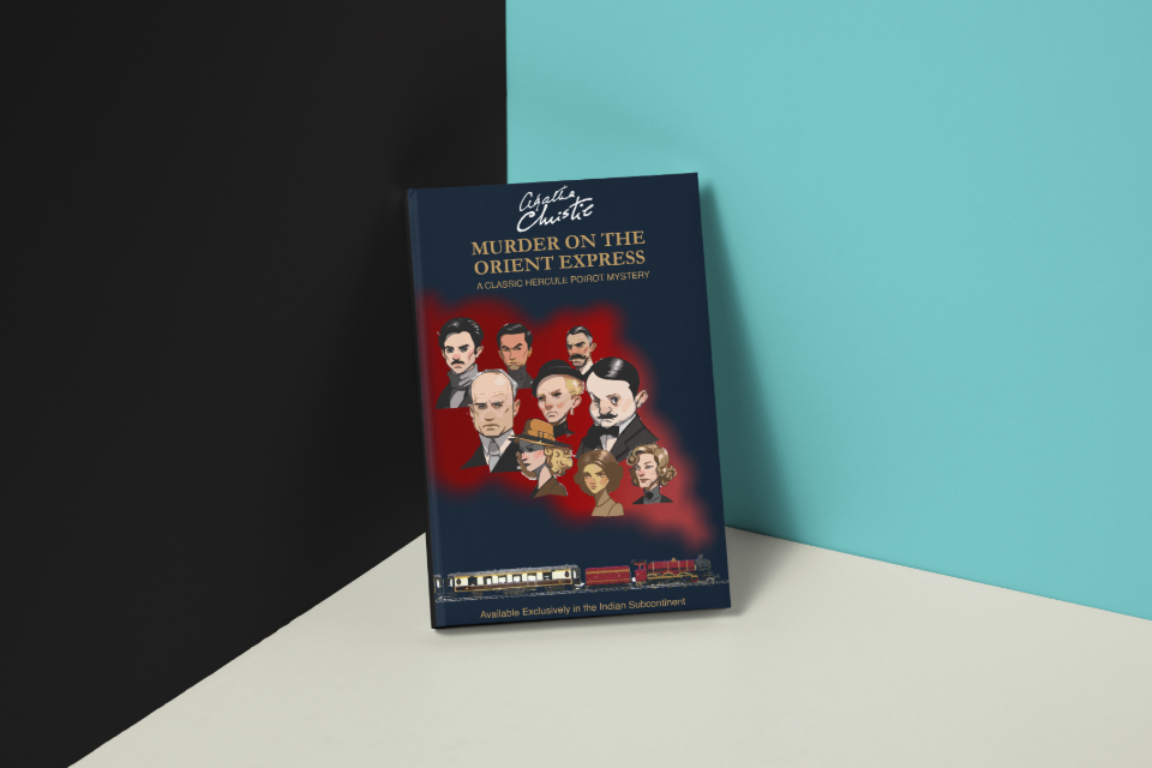 Agatha
Christie
MURDER ON THE
ORIENT EXPRESS
A CLASSIC HERCULE POIROT MYSTERY
Available Exclusively in the Indian Subcontinent